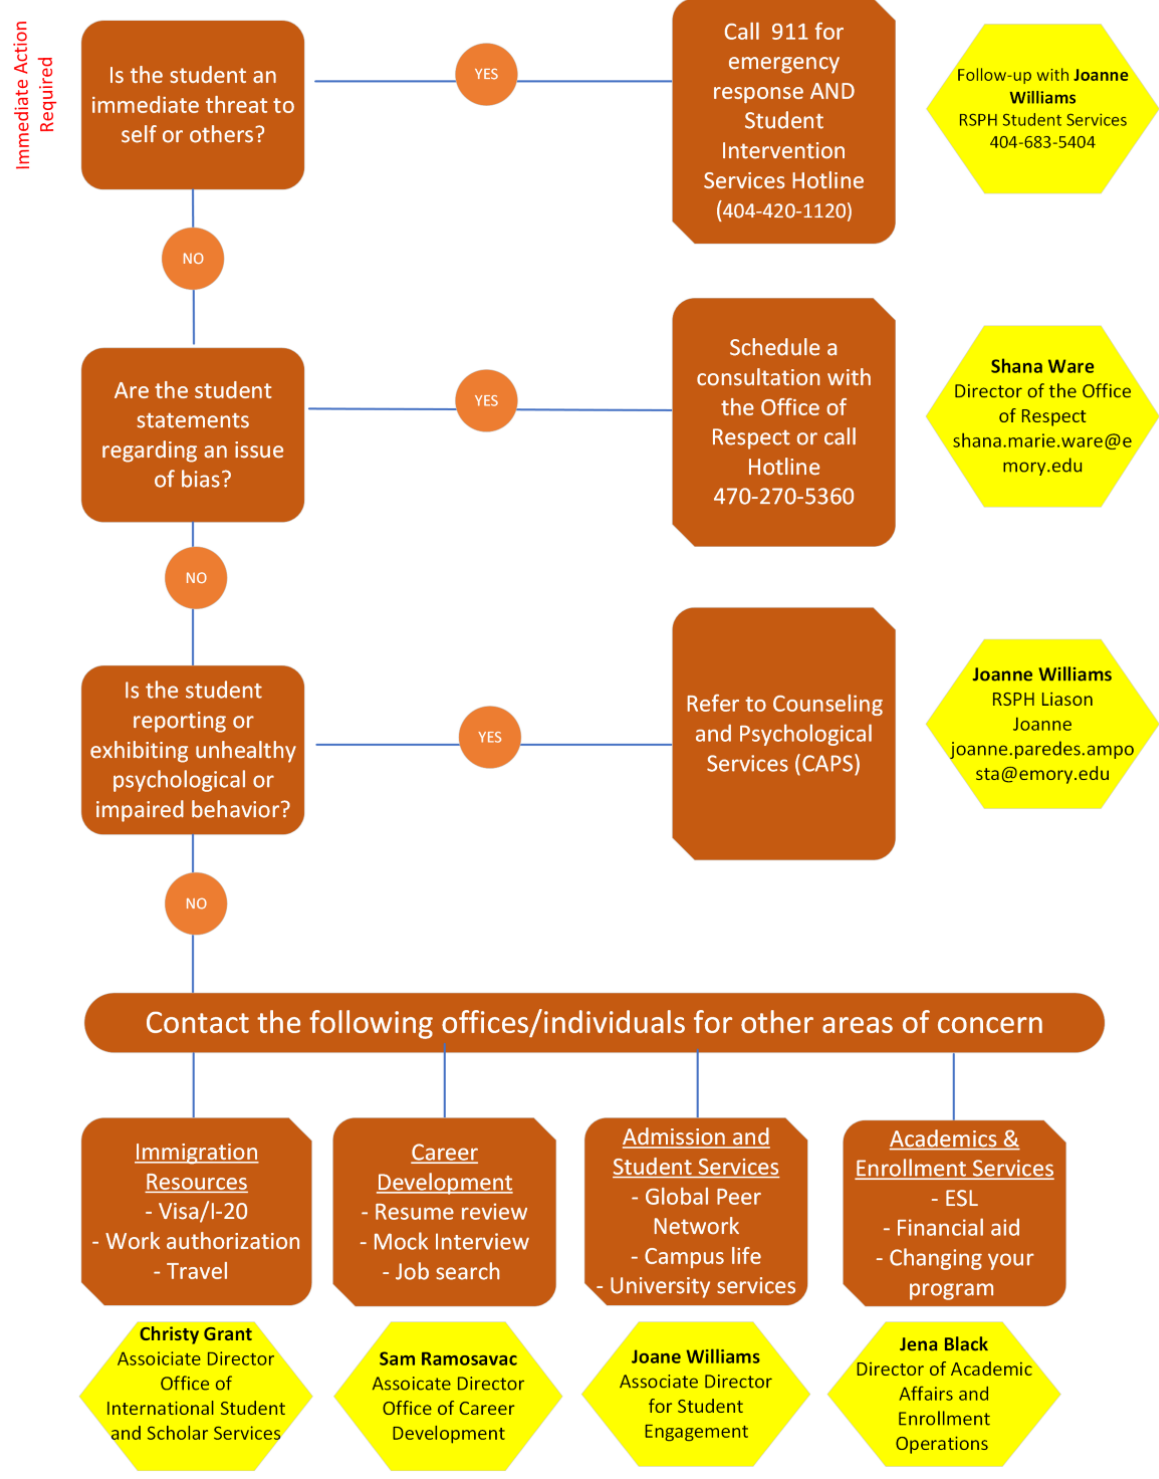 Immediate Action
Required
Is the student an
immediate threat to
self or others?
YES
Call 911 for
emergency
response AND
Student
Intervention
Services Hotline
(404-420-1120)
Follow-up with Joanne
Williams
RSPH Student Services
404-683-5404
NO
Are the student
statements
regarding an issue
of bias?
YES
Schedule a
consultation with
the Office of
Respect or call
Hotline
470-270-5360
Shana Ware
Director of the Office
of Respect
shana.marie.ware@e
mory.edu
NO
Is the student
reporting or
exhibiting unhealthy
psychological or
impaired behavior?
YES
Refer to Counseling
and Psychological
Services (CAPS)
Joanne Williams
RSPH Liason
Joanne
joanne.paredes.ampo
sta@emory.edu
NO
Contact the following offices/individuals for other areas of concern
Immigration
Resources
- Visa/I-20
- Work authorization
- Travel
Career
Development
- Resume review
- Mock Interview
- Job search
Admission and
Student Services
- Global Peer
Network
- Campus life
- University services
Academics &
Enrollment Services
- ESL
- Financial aid
- Changing your
program
Christy Grant
Assoiciate Director
Office of
International Student
and Scholar Services
Sam Ramosavac
Assoicate Director
Office of Career
Development
Joane Williams
Associate Director
for Student
Engagement
Jena Black
Director of Academic
Affairs and
Enrollment
Operations